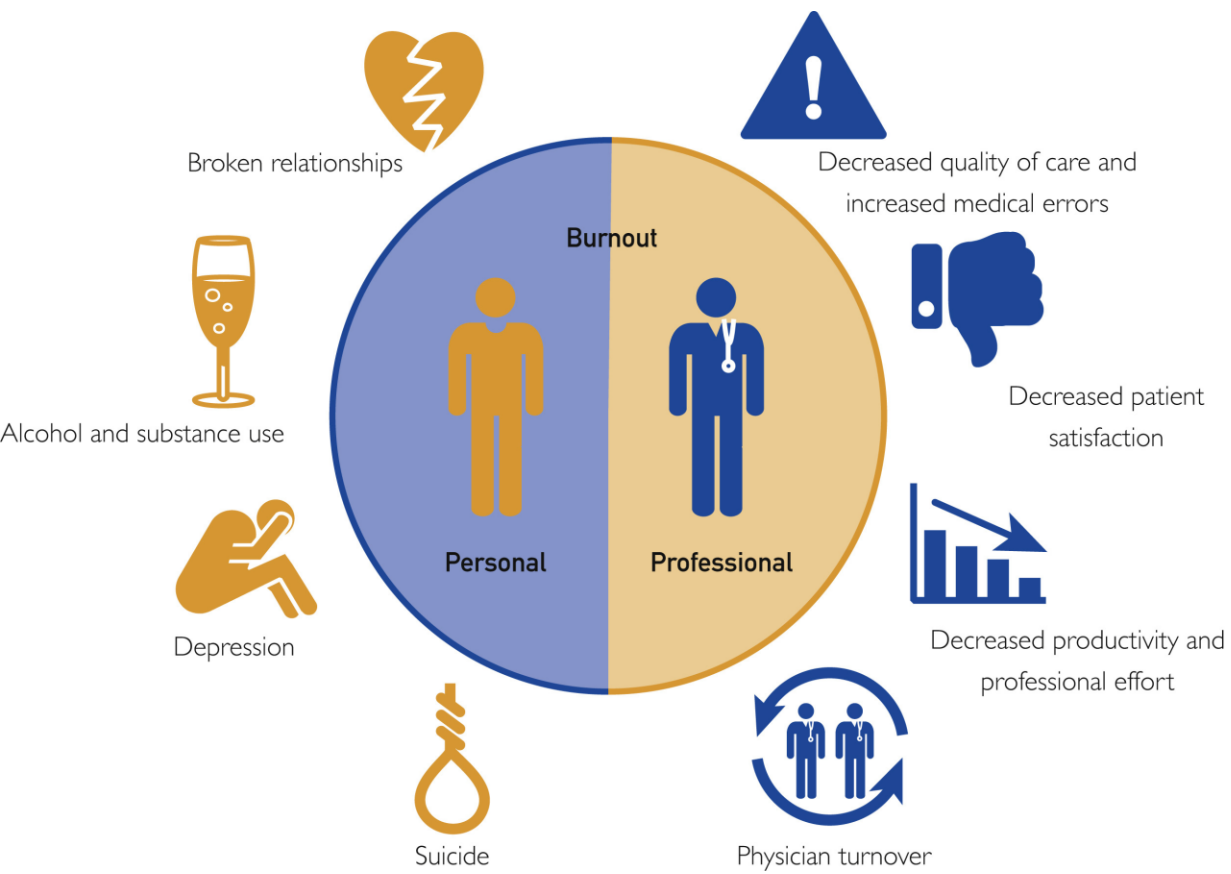 Broken relationships
Decreased quality of care and
increased medical errors
Burnout
Alcohol and substance use
Decreased patient
satisfaction
Personal
Professional
Depression
Decreased productivity and
professional effort
Suicide
Physician turnover